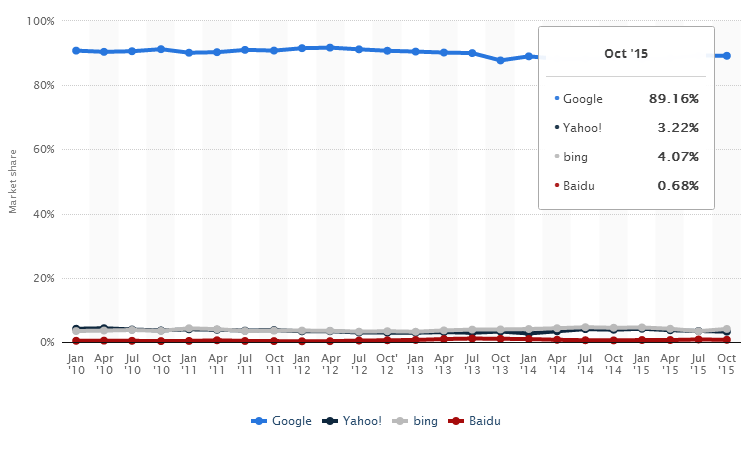 100%
80%
60%
40%
20%
0%
Market share
Oct '15
Google 89.16%
Yahoo! 3.22%
bing 4.07%
Baidu 0.68%
Jan '10
Apr '10
Jul '10
Oct '10
Jan '11
Apr '11
Jul '11
Oct '11
Jan '12
Apr '12
Jul '12
Oct' '12
Jan '13
Apr '13
Jul '13
Oct '13
Jan '14
Apr '14
Jul '14
Oct '14
Jan '15
Apr '15
Jul '15
Oct '15
Google Yahoo! bing Baidu